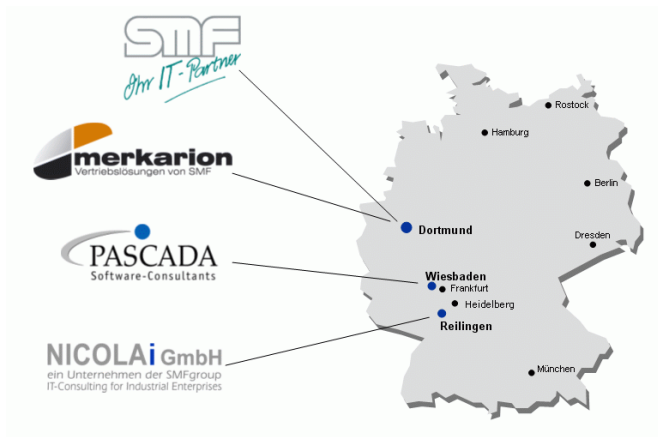 SMF
Ihr IT-Partner
merkarion
Vertriebslösungen von SMF
PASCADA
Software-Consultants
NICOLAi GmbH
ein Unternehmen der SMFgroup
IT-Consulting for Industrial Enterprises
Rostock
Hamburg
Berlin
Dortmund
Dresden
Wiesbaden
Frankfurt
Heidelberg
Reilingen
München